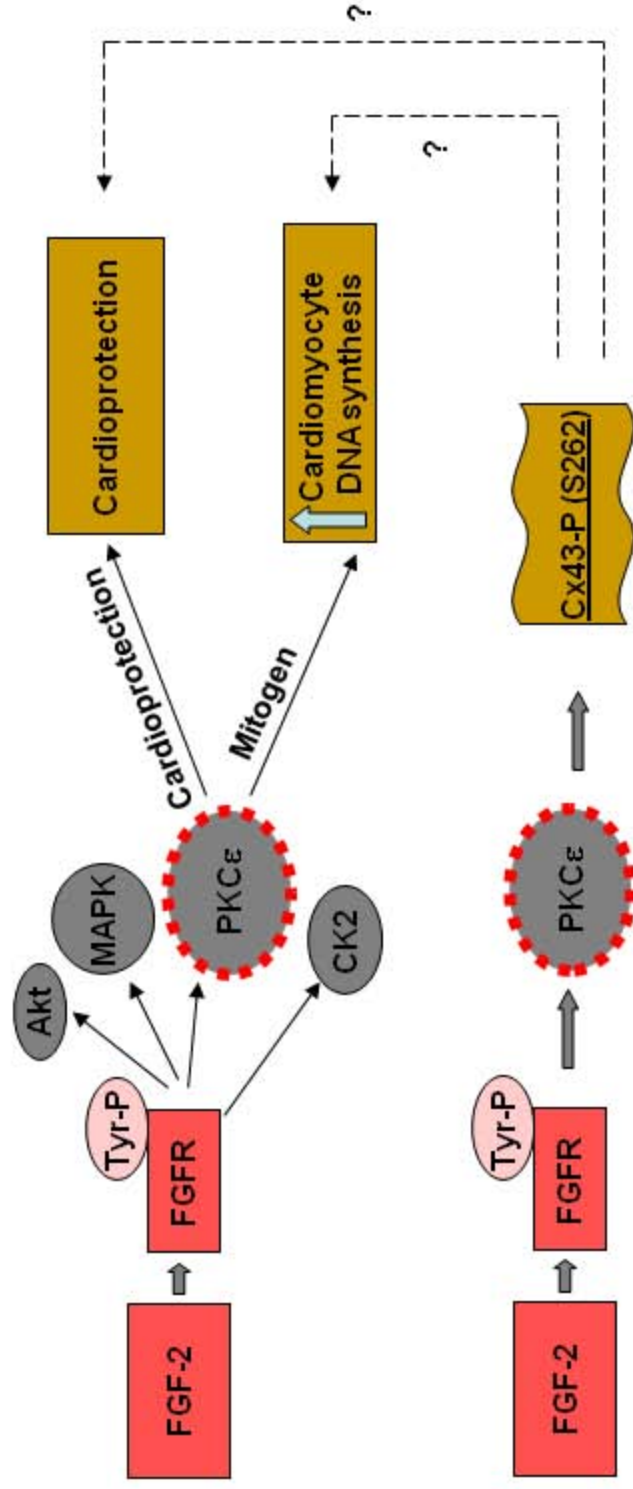 FGF-2
FGFR
Tyr-P
Akt
MAPK
PKCε
CK2
Cardioprotection
Mitogen
Cardioprotection
Cardiomyocyte
DNA synthesis
?
?
FGF-2
FGFR
Tyr-P
PKCε
Cx43-P (S262)